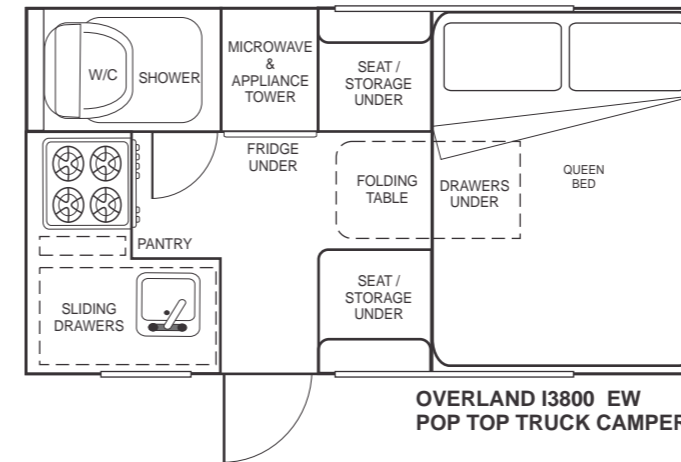 W/C
SHOWER
MICROWAVE
&
APPLIANCE
TOWER
SEAT /
STORAGE
UNDER
FRIDGE
UNDER
FOLDING
TABLE
DRAWERS
UNDER
QUEEN
BED
PANTRY
SLIDING
DRAWERS
SEAT /
STORAGE
UNDER
OVERLAND I3800 EW
POP TOP TRUCK CAMPER